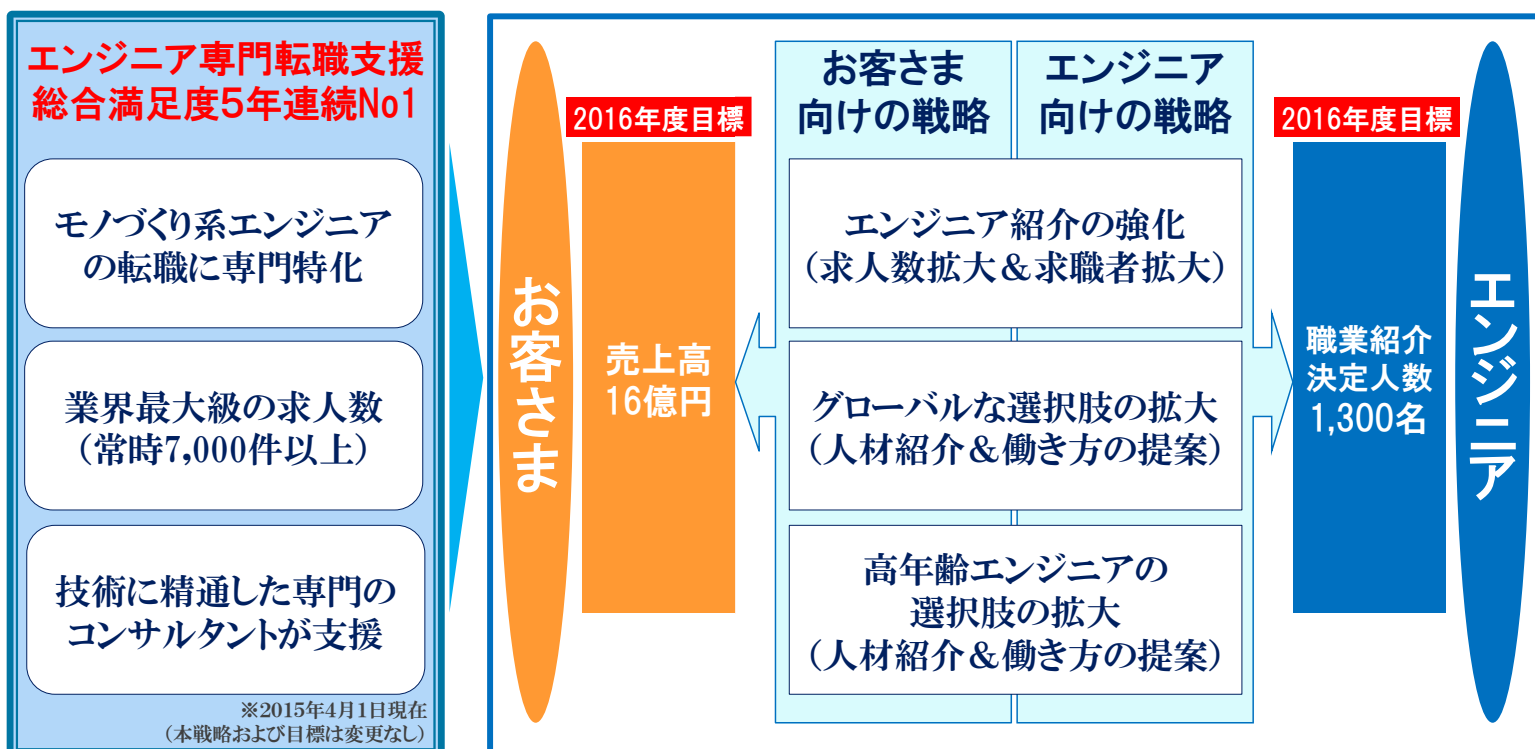 エンジニア専門転職支援
総合満足度5年連続No1
モノづくり系エンジニア
の転職に専門特化
業界最大級の求人数
(常時7,000件以上)
技術に精通した専門の
コンサルタントが支援
※2015年4月1日現在
(本戦略および目標は変更なし)
お客さま
2016年度目標
売上高
16億円
お客さま
向けの戦略
エンジニア
向けの戦略
エンジニア紹介の強化
(求人数拡大&求職者拡大)
グローバルな選択肢の拡大
(人材紹介&働き方の提案)
高年齢エンジニアの
選択肢の拡大
(人材紹介&働き方の提案)
2016年度目標
職業紹介
決定人数
1,300名
エンジニア